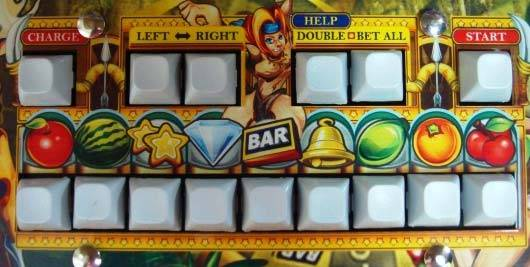 HELP
CHARGE
LEFT ↔ RIGHT
DOUBLE BET ALL
START
BAR